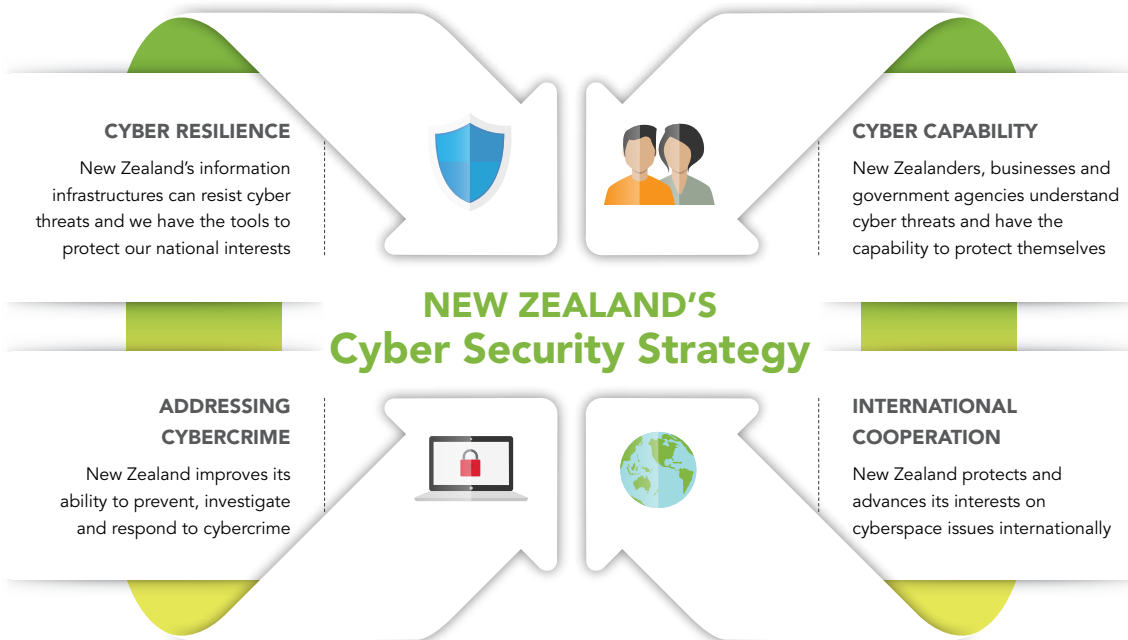 CYBER RESILIENCE
New Zealand’s information
infrastructures can resist cyber
threats and we have the tools to
protect our national interests
CYBER CAPABILITY
New Zealanders, businesses and
government agencies understand
cyber threats and have the
capability to protect themselves
NEW ZEALAND’S
Cyber Security Strategy
ADDRESSING
CYBERCRIME
New Zealand improves its
ability to prevent, investigate
and respond to cybercrime
INTERNATIONAL
COOPERATION
New Zealand protects and
advances its interests on
cyberspace issues internationally